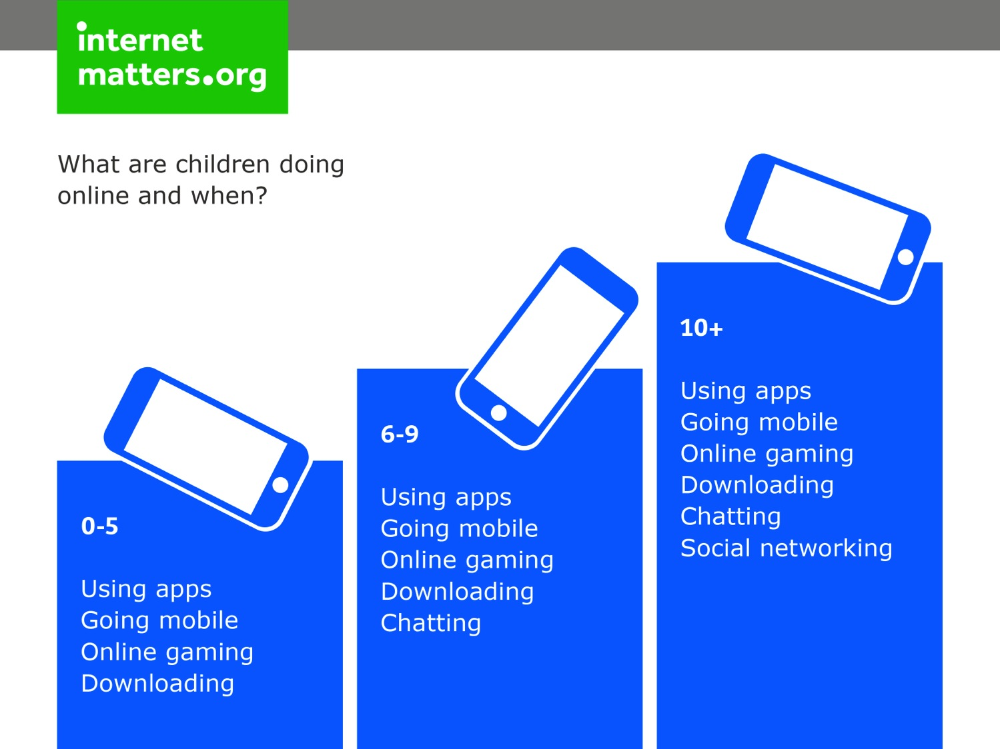 internet
matters.org
What are children doing
online and when?
0-5
Using apps
Going mobile
Online gaming
Downloading
6-9
Using apps
Going mobile
Online gaming
Downloading
Chatting
10+
Using apps
Going mobile
Online gaming
Downloading
Chatting
Social networking